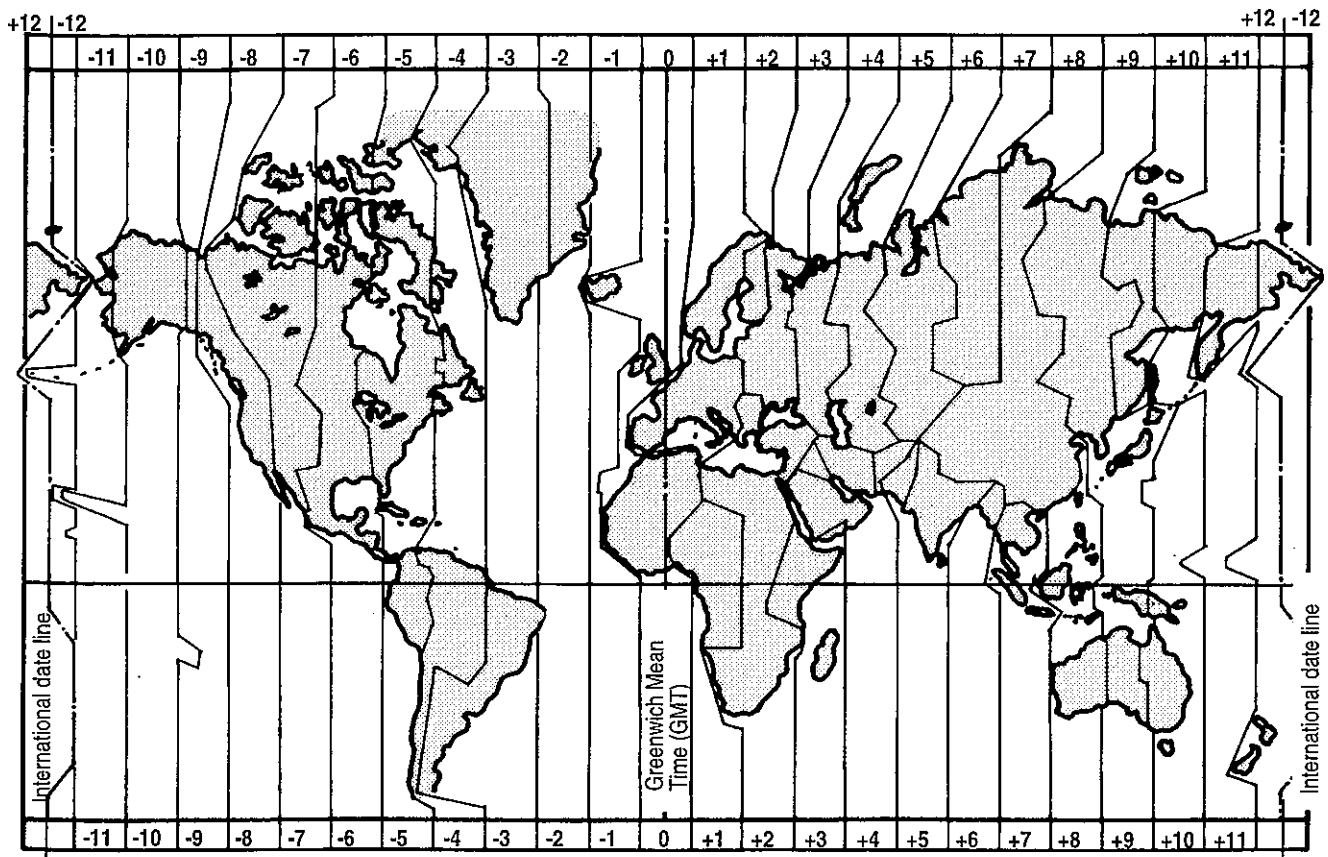 +12 -12 +12 -12
-11 -10 -9 -8 -7 -6 -5 -4 -3 -2 -1 0 +1 +2 +3 +4 +5 +6 +7 +8 +9 +10 +11
International date line
Greenwich Mean
Time (GMT)
International date line
-11 -10 -9 -8 -7 -6 -5 -4 -3 -2 -1 0 +1 +2 +3 +4 +5 +6 +7 +8 +9 +10 +11